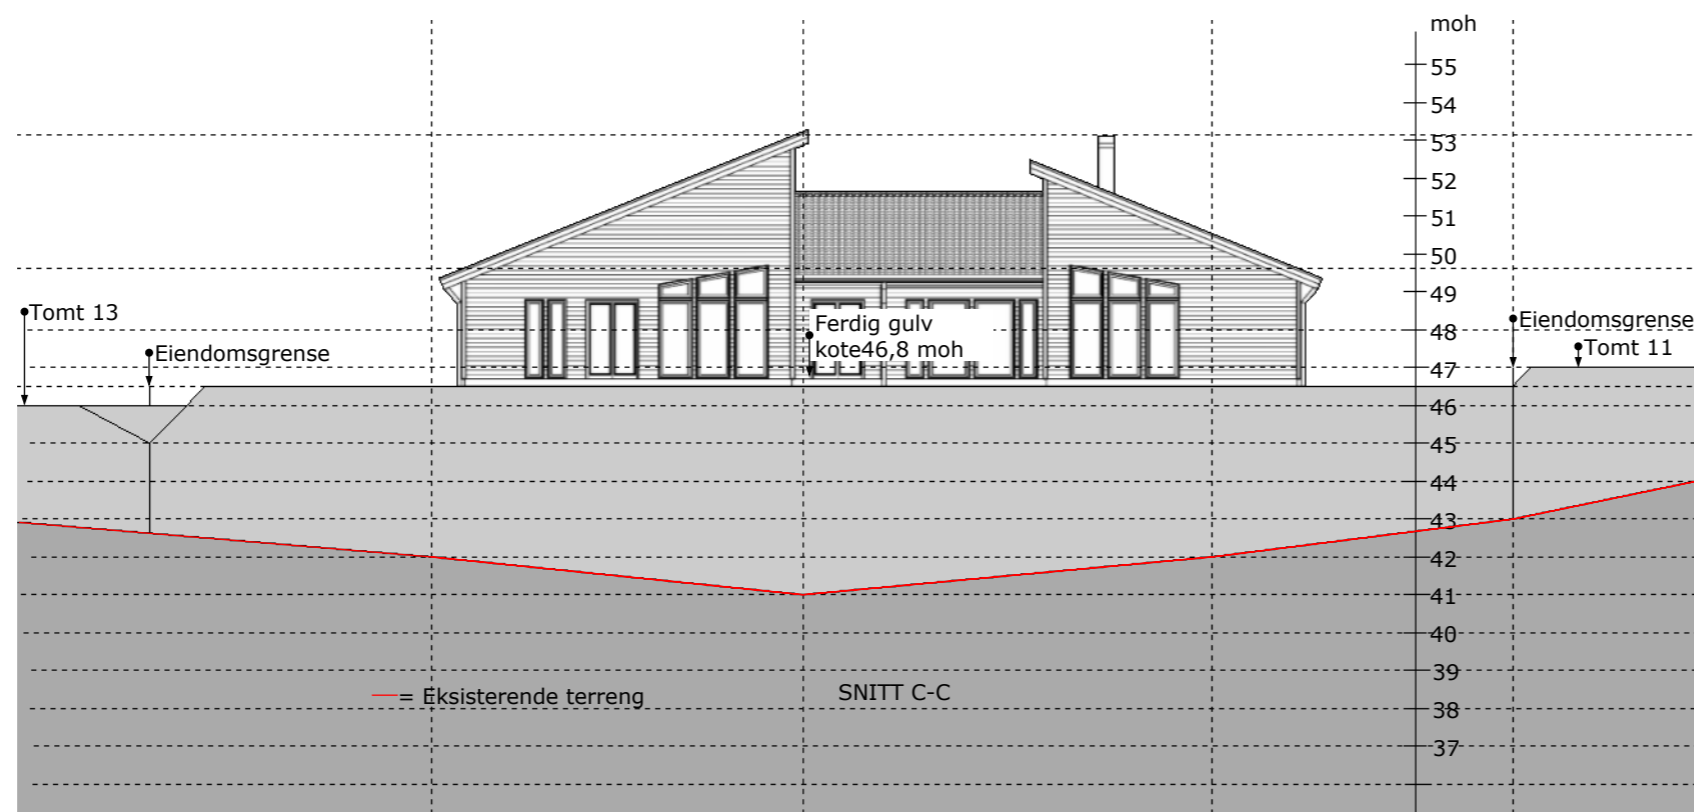 moh
55
54
53
52
51
50
49
48
47
46
45
44
43
42
41
40
39
38
37
Tomt 13
Eiendomsgrense
Ferdig gulv
kote46,8 moh
Eiendomsgrense
Tomt 11
= Eksisterende terreng
SNITT C-C